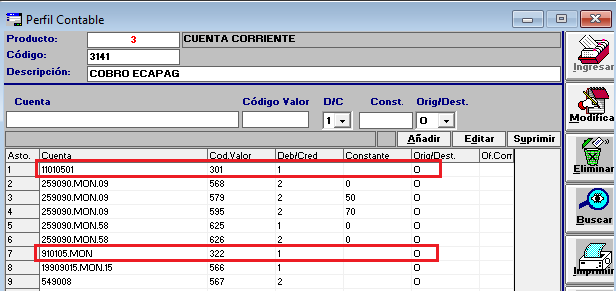 Perfil Contable
Producto: 3 CUENTA CORRIENTE
Código: 3141
Descripción: COBRO ECAPAG
Cuenta Código Valor D/C Const. Orig/Dest.
1 O
Añadir Editar Suprimir
Asto. Cuenta Cod.Valor Deb/Cred Constante Orig/Dest. Of.Con
1 11010501 301 1 O
2 259090.MON.09 568 2 0 O
3 259090.MON.09 579 2 50 O
4 259090.MON.09 595 2 70 O
5 259090.MON.58 625 1 0 O
6 259090.MON.58 626 2 0 O
7 910105.MON 322 1 O
8 19909015.MON.15 566 1 O
9 549008 567 2 O
Ingresar
Modifica
Eliminar
Buscar
Imprimir